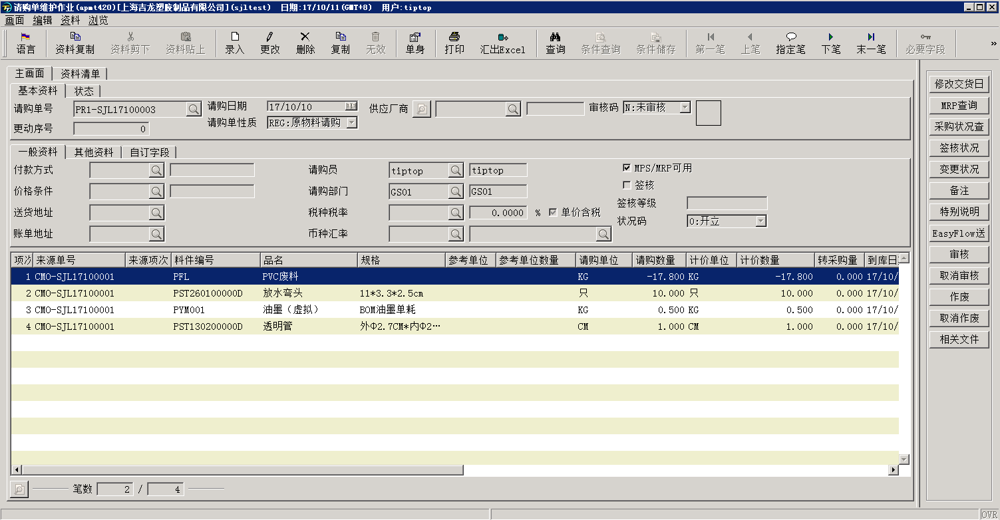 请购单维护作业(apmt420)[上海吉龙塑胶制品有限公司](sjltest) 日期:17/10/11(GMT+8) 用户:tiptop
画面 编辑 资料 浏览
语言 资料复制 资料剪下 资料贴上 录入 更改 删除 复制 无效 单身 打印 汇出Excel 查询 条件查询 条件储存 第一笔 上笔 指定笔 下笔 末一笔 必要字段 »
主画面 资料清单
基本资料 状态
请购单号 PR1-SJL17100003 请购日期 17/10/10 供应厂商 审核码 N:未审核
更动序号 0 请购单性质 REG:原物料请购
一般资料 其他资料 自订字段
付款方式 请购员 tiptop tiptop MPS/MRP可用
签核
价格条件 请购部门 GS01 GS01
签核等级
送货地址 税种税率 0.0000 % 单价含税
状况码 0:开立
账单地址 币种汇率
项次 来源单号 来源项次 料件编号 品名 规格 参考单位 参考单位数量 请购单位 请购数量 计价单位 计价数量 转采购量 到库日
1 CMO-SJL17100001 PFL PVC废料 KG -17.800 KG -17.800 0.000 17/10/
2 CMO-SJL17100001 PST260100000D 放水弯头 11*3.3*2.5cm 只 10.000 只 10.000 0.000 17/10/
3 CMO-SJL17100001 PYM001 油墨（虚拟） BOM油墨单耗 KG 0.500 KG 0.500 0.000 17/10/
4 CMO-SJL17100001 PST130200000D 透明管 外Φ2.7CM*内Φ2… CM 1.000 CM 1.000 0.000 17/10/
笔数 2 / 4
修改交货日
MRP查询
采购状况查
签核状况
变更状况
备注
特别说明
EasyFlow送
审核
取消审核
作废
取消作废
相关文件
OVR